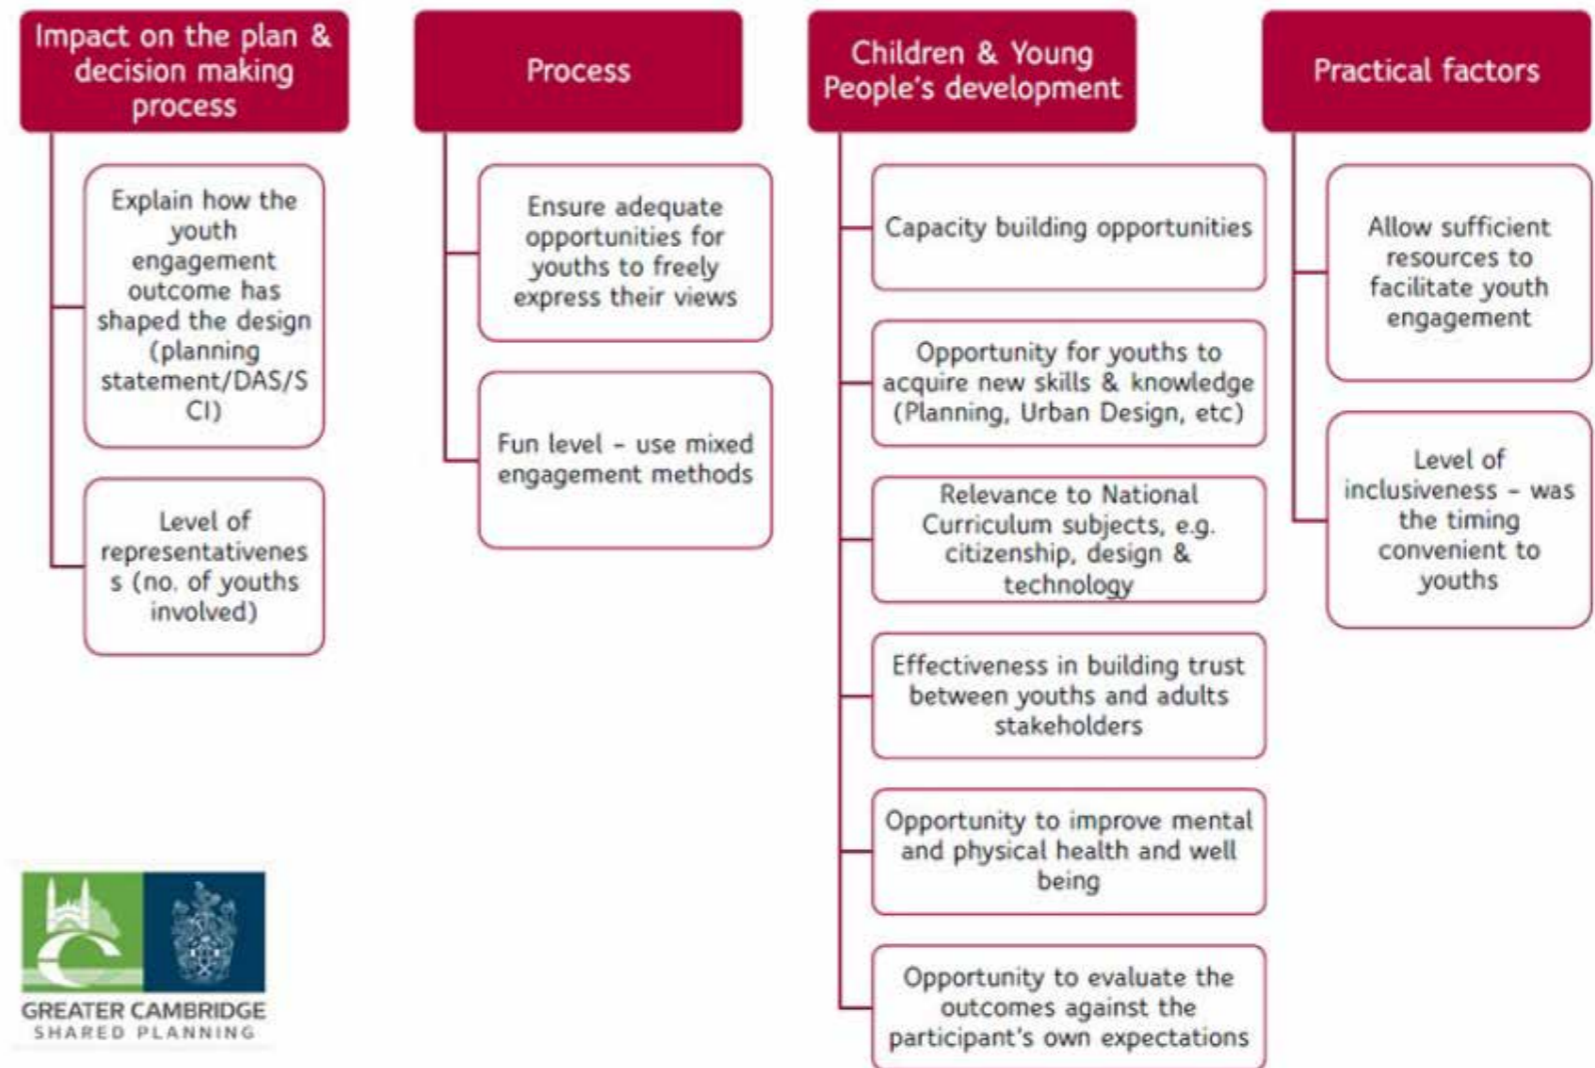 Impact on the plan &
decision making
process
Explain how the
youth
engagement
outcome has
shaped the design
(planning
statement/DAS/S
CI)
Level of
representativenes
s (no. of youths
involved)
Process
Ensure adequate
opportunities for
youths to freely
express their views
Fun level – use mixed
engagement methods
Children & Young
People's development
Capacity building opportunities
Opportunity for youths to
acquire new skills & knowledge
(Planning, Urban Design, etc)
Relevance to National
Curriculum subjects, e.g.
citizenship, design &
technology
Effectiveness in building trust
between youths and adults
stakeholders
Opportunity to improve mental
and physical health and well
being
Opportunity to evaluate the
outcomes against the
participant's own expectations
Practical factors
Allow sufficient
resources to
facilitate youth
engagement
Level of
inclusiveness – was
the timing
convenient to
youths
GREATER CAMBRIDGE
SHARED PLANNING